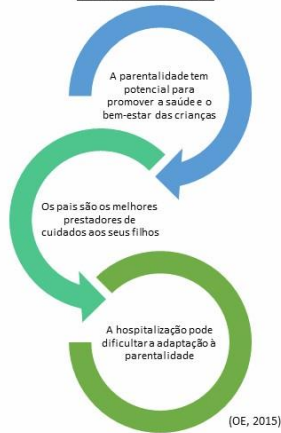 A parentalidade tem
potencial para
promover a saúde e o
bem-estar das crianças
Os pais são os melhores
prestadores de
cuidados aos seus filhos
A hospitalização pode
dificultar a adaptação à
parentalidade
(OE, 2015)